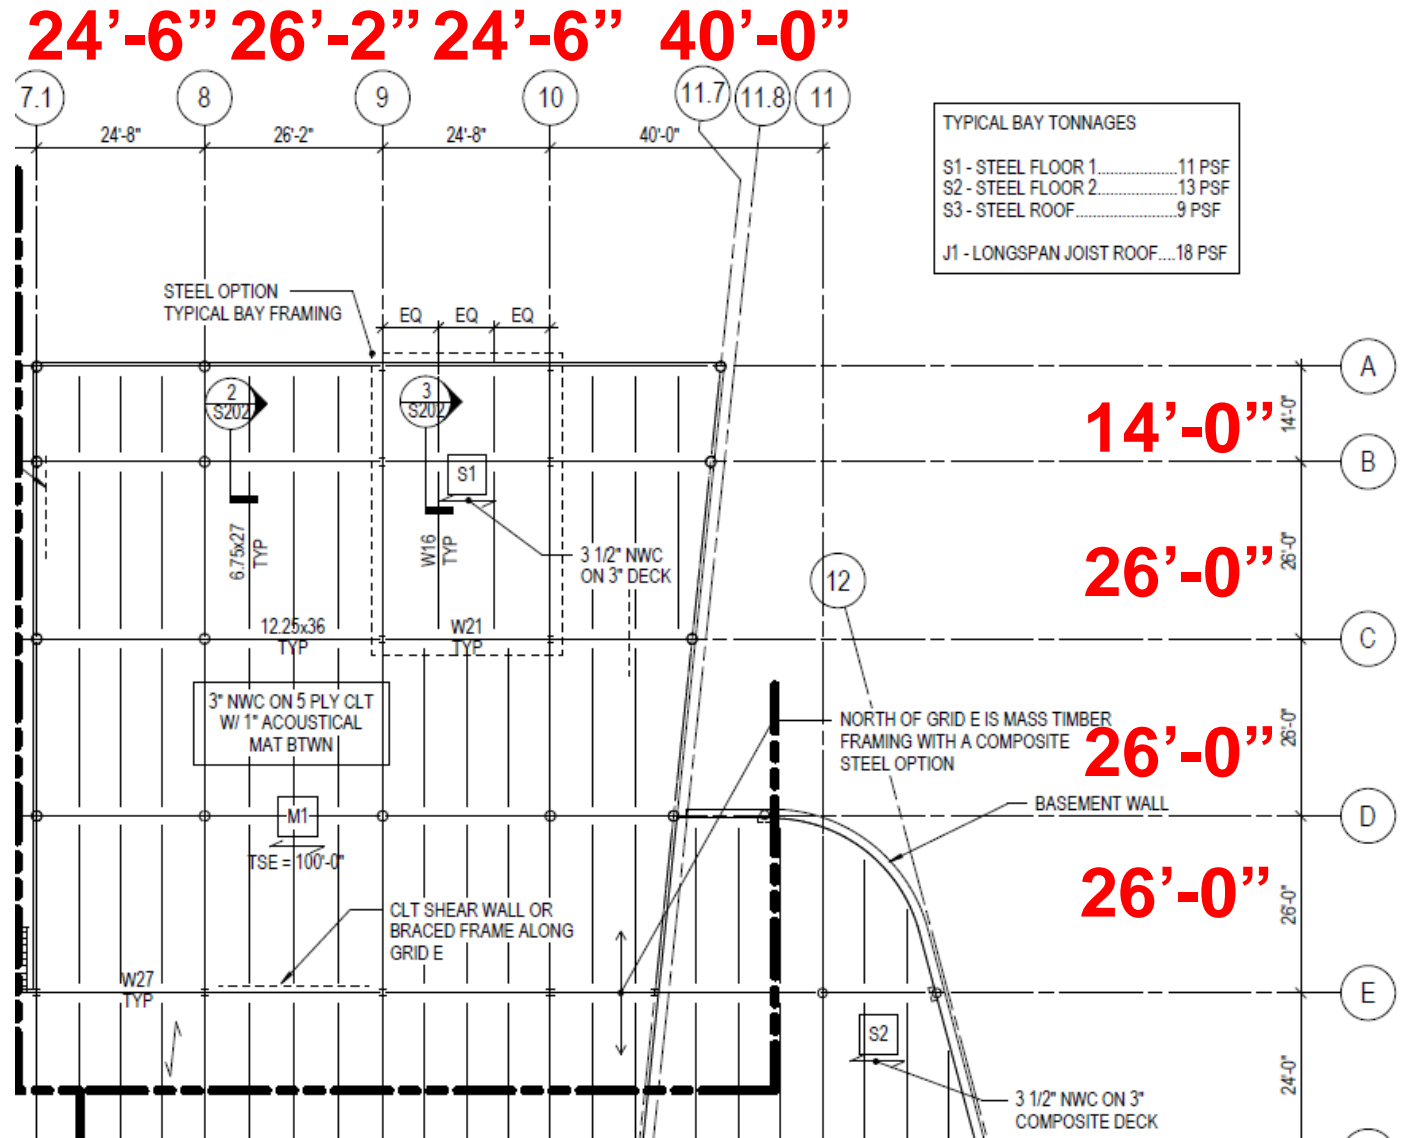 24’-6” 26’-2” 24’-6” 40’-0”
7.1 8 9 10 11.7 11.8 11
24'-8" 26'-2" 24'-8" 40'-0"
TYPICAL BAY TONNAGES
S1 - STEEL FLOOR 1...................11 PSF
S2 - STEEL FLOOR 2...................13 PSF
S3 - STEEL ROOF........................9 PSF
J1 - LONGSPAN JOIST ROOF....18 PSF
STEEL OPTION
TYPICAL BAY FRAMING
EQ EQ EQ
A
2
S202
3
S202
14’-0”
14'-0"
B
S1
6.75x27
TYP
W16
TYP
3 1/2" NWC
ON 3" DECK
26’-0”
26'-0"
12
12.25x36
TYP
W21
TYP
C
3" NWC ON 5 PLY CLT
W/ 1" ACOUSTICAL
MAT BTWN
NORTH OF GRID E IS MASS TIMBER
FRAMING WITH A COMPOSITE
STEEL OPTION
26’-0”
26'-0"
BASEMENT WALL
M1
TSE = 100'-0"
D
26’-0”
26'-0"
CLT SHEAR WALL OR
BRACED FRAME ALONG
GRID E
W27
TYP
E
S2
24'-0"
3 1/2" NWC ON 3"
COMPOSITE DECK